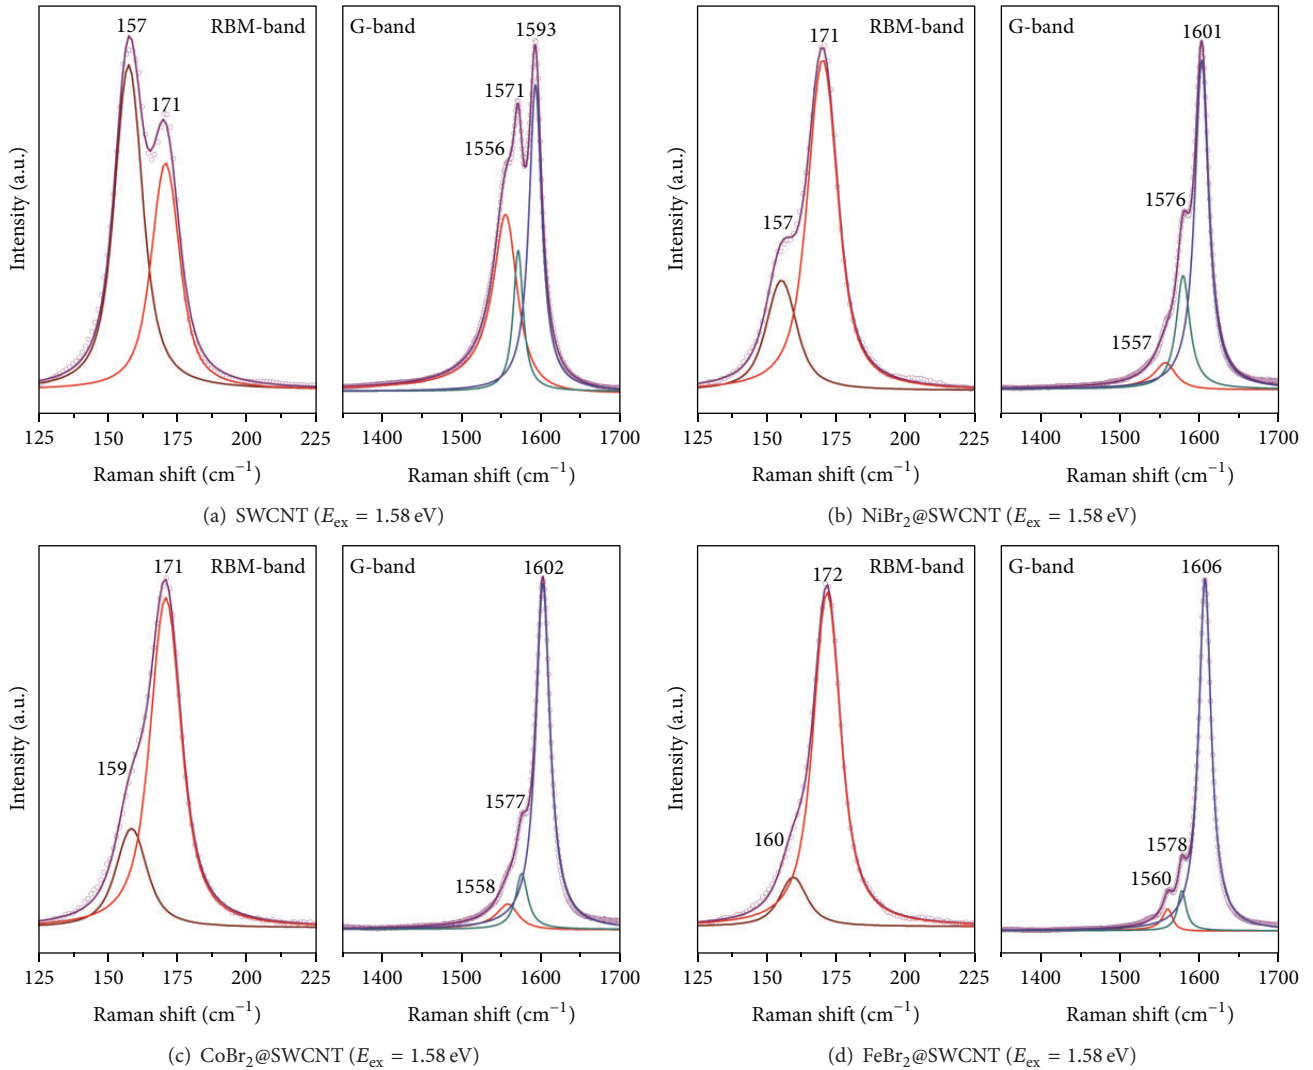 157
RBM-band
171
Intensity (a.u.)
125 150 175 200 225
Raman shift (cm⁻¹)
G-band
1593
1571
1556
1400 1500 1600 1700
Raman shift (cm⁻¹)
(a) SWCNT (E_ex = 1.58 eV)
171
RBM-band
157
Intensity (a.u.)
125 150 175 200 225
Raman shift (cm⁻¹)
G-band
1601
1576
1557
1400 1500 1600 1700
Raman shift (cm⁻¹)
(b) NiBr₂@SWCNT (E_ex = 1.58 eV)
171
RBM-band
159
Intensity (a.u.)
125 150 175 200 225
Raman shift (cm⁻¹)
G-band
1602
1577
1558
1400 1500 1600 1700
Raman shift (cm⁻¹)
(c) CoBr₂@SWCNT (E_ex = 1.58 eV)
172
RBM-band
160
Intensity (a.u.)
125 150 175 200 225
Raman shift (cm⁻¹)
G-band
1606
1578
1560
1400 1500 1600 1700
Raman shift (cm⁻¹)
(d) FeBr₂@SWCNT (E_ex = 1.58 eV)